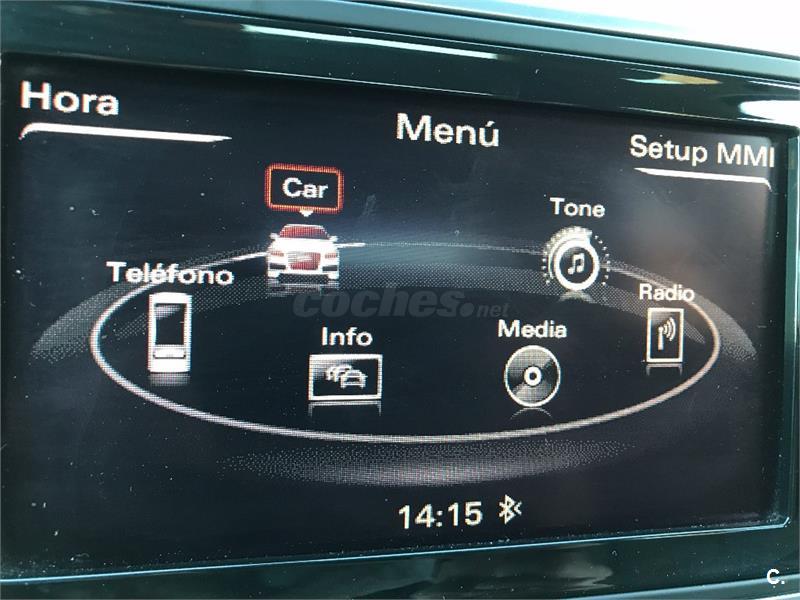 Hora
Menú
Setup MMI
Car
Tone
Teléfono
Radio
coches.net
Info
Media
14:15
C.